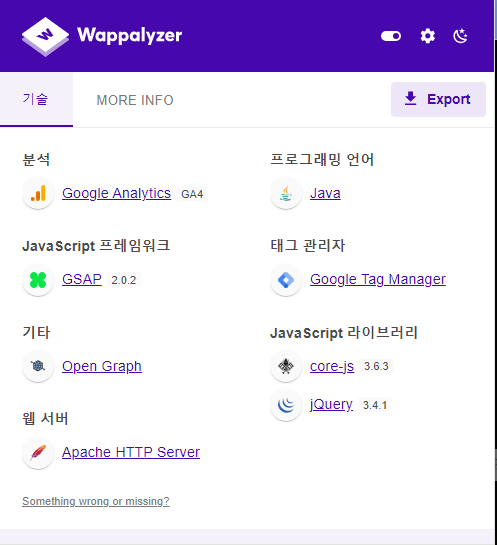 Wappalyzer
기술
MORE INFO
Export
분석
Google Analytics GA4
JavaScript 프레임워크
GSAP 2.0.2
기타
Open Graph
웹 서버
Apache HTTP Server
프로그래밍 언어
Java
태그 관리자
Google Tag Manager
JavaScript 라이브러리
core-js 3.6.3
jQuery 3.4.1
Something wrong or missing?